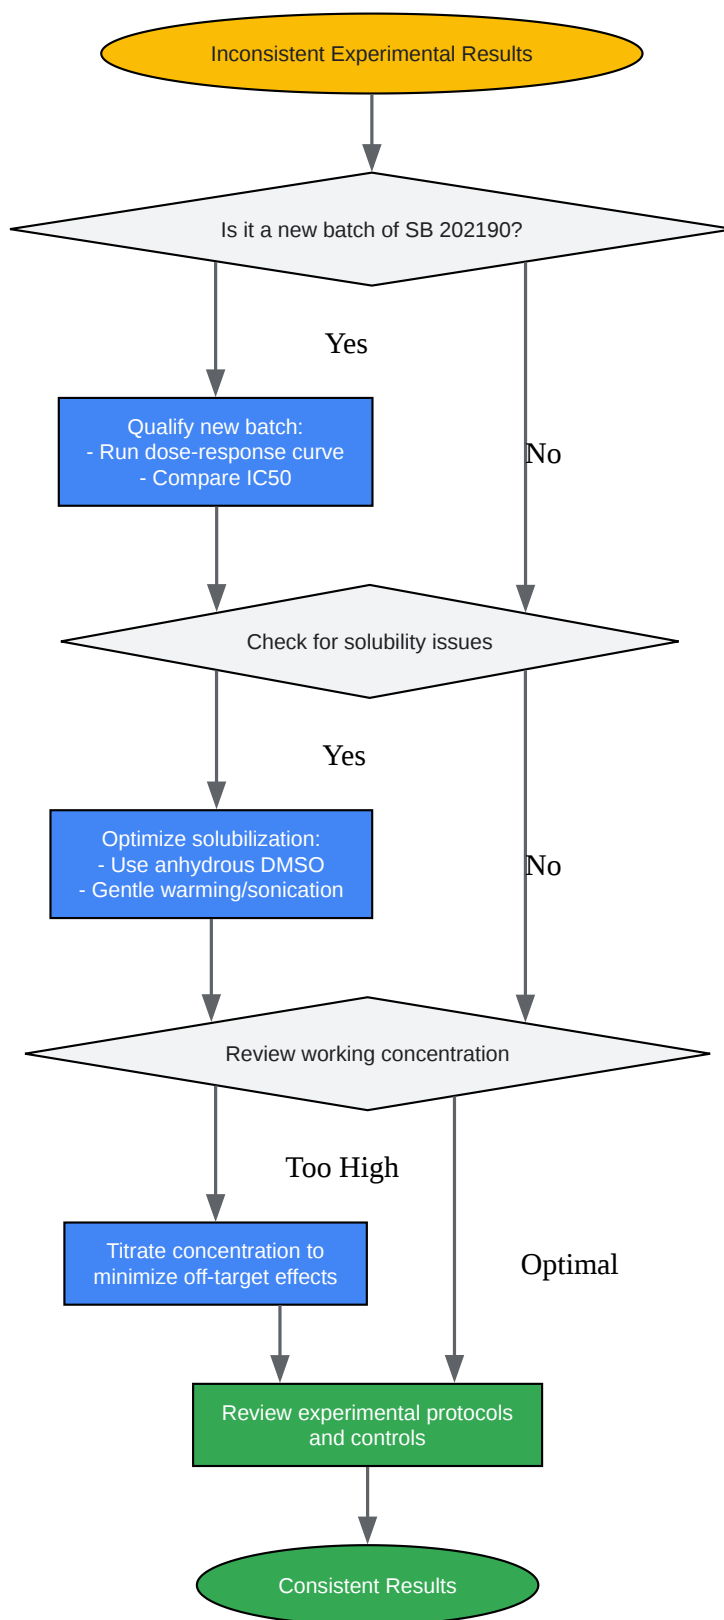 Inconsistent Experimental Results
Is it a new batch of SB 202190?
Yes
Qualify new batch:
- Run dose-response curve
- Compare IC50
No
Check for solubility issues
Yes
Optimize solubilization:
- Use anhydrous DMSO
- Gentle warming/sonication
No
Review working concentration
Too High
Titrate concentration to
minimize off-target effects
Optimal
Review experimental protocols
and controls
Consistent Results